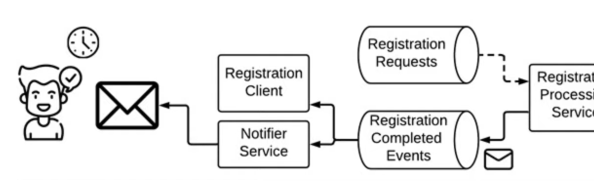 Registration
Requests
Registration
Client
Notifier
Service
Registration
Completed
Events